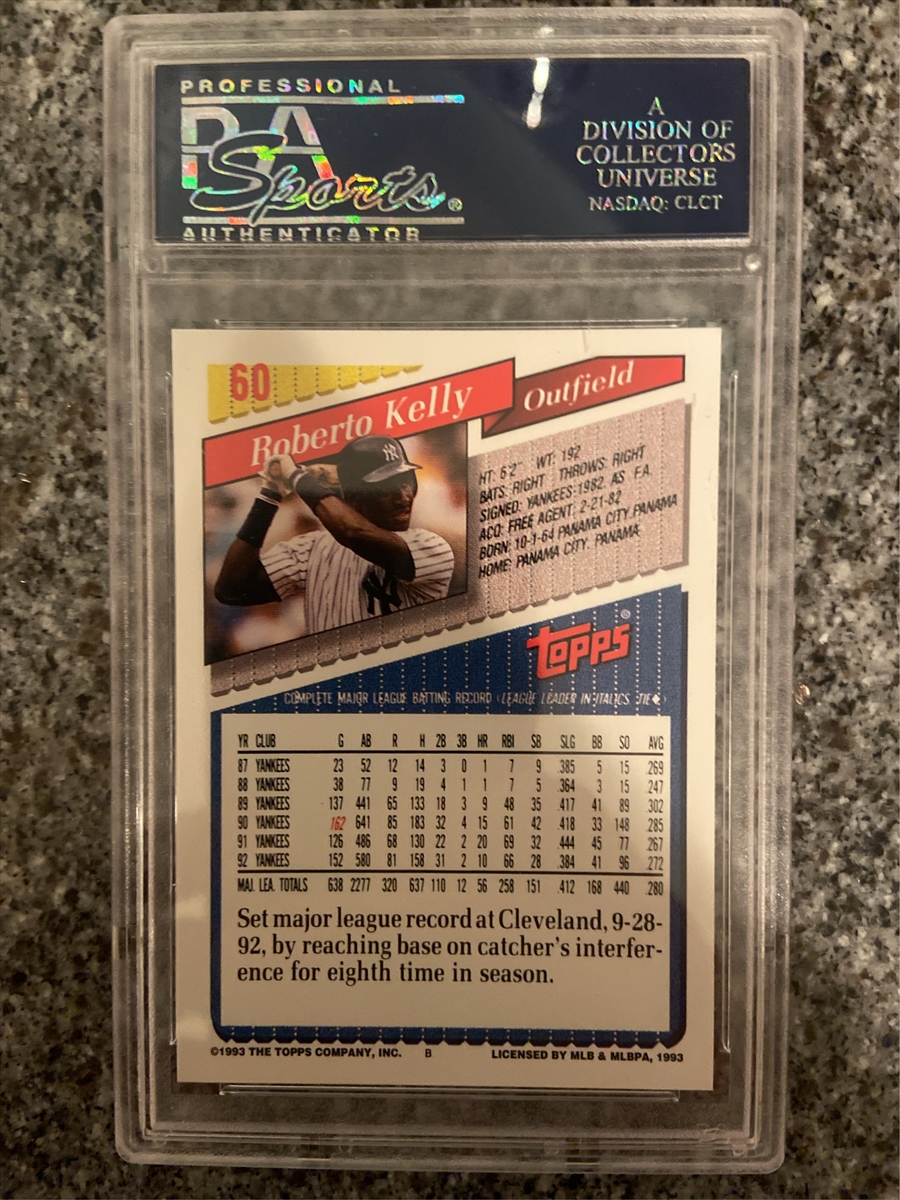 PROFESSIONAL
PSA
Sports®
AUTHENTICATOR
A
DIVISION OF
COLLECTORS
UNIVERSE
NASDAQ: CLCT
60
Roberto Kelly
Outfield
NY
HT: 6'2" WT: 192
BATS: RIGHT THROWS: RIGHT
SIGNED: YANKEES:1982 AS F.A.
ACQ: FREE AGENT: 2-21-82
BORN: 10-1-64 PANAMA CITY,PANAMA
HOME: PANAMA CITY, PANAMA
TOPPS®
COMPLETE MAJOR LEAGUE BATTING RECORD (LEAGUE LEADER IN ITALICS, TIE ◆)
YR CLUB G AB R H 2B 3B HR RBI SB SLG BB SO AVG
87 YANKEES 23 52 12 14 3 0 1 7 9 .385 5 15 .269
88 YANKEES 38 77 9 19 4 1 1 7 5 .364 3 15 .247
89 YANKEES 137 441 65 133 18 3 9 48 35 .417 41 89 .302
90 YANKEES 162 641 85 183 32 4 15 61 42 .418 33 148 .285
91 YANKEES 126 486 68 130 22 2 20 69 32 .444 45 77 .267
92 YANKEES 152 580 81 158 31 2 10 66 28 .384 41 96 .272
MAJ. LEA. TOTALS 638 2277 320 637 110 12 56 258 151 .412 168 440 .280
Set major league record at Cleveland, 9-28-
92, by reaching base on catcher's interfer-
ence for eighth time in season.
©1993 THE TOPPS COMPANY, INC. B LICENSED BY MLB & MLBPA, 1993